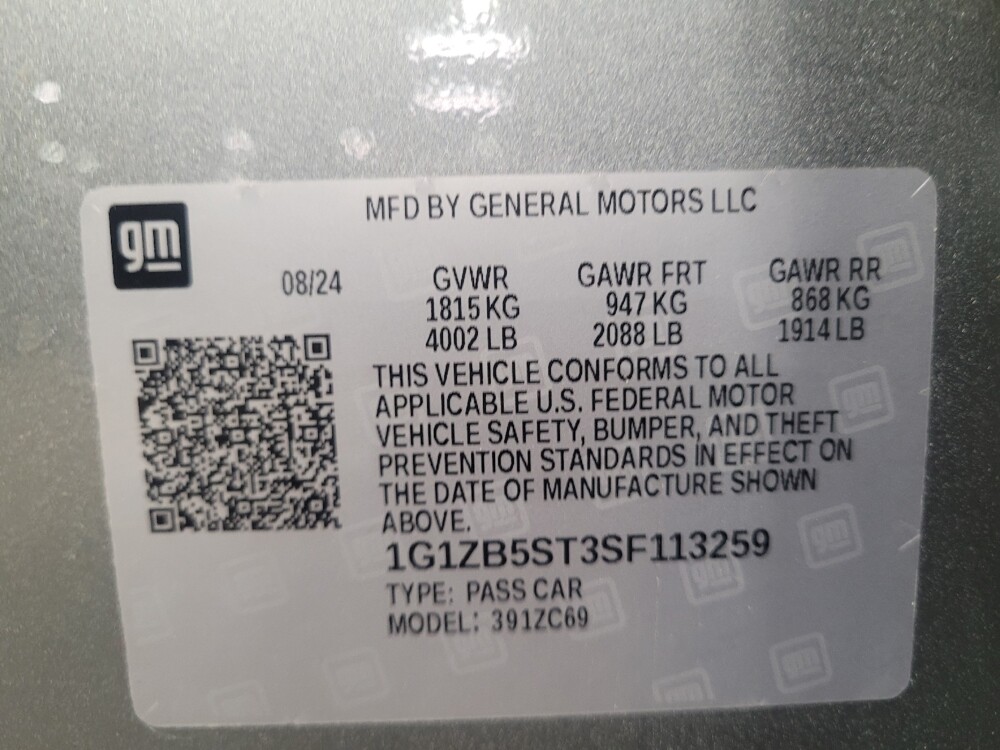 gm
MFD BY GENERAL MOTORS LLC
08/24
GVWR GAWR FRT GAWR RR
1815 KG 947 KG 868 KG
4002 LB 2088 LB 1914 LB
THIS VEHICLE CONFORMS TO ALL
APPLICABLE U.S. FEDERAL MOTOR
VEHICLE SAFETY, BUMPER, AND THEFT
PREVENTION STANDARDS IN EFFECT ON
THE DATE OF MANUFACTURE SHOWN
ABOVE.
1G1ZB5ST3SF113259
TYPE: PASS CAR
MODEL: 391ZC69